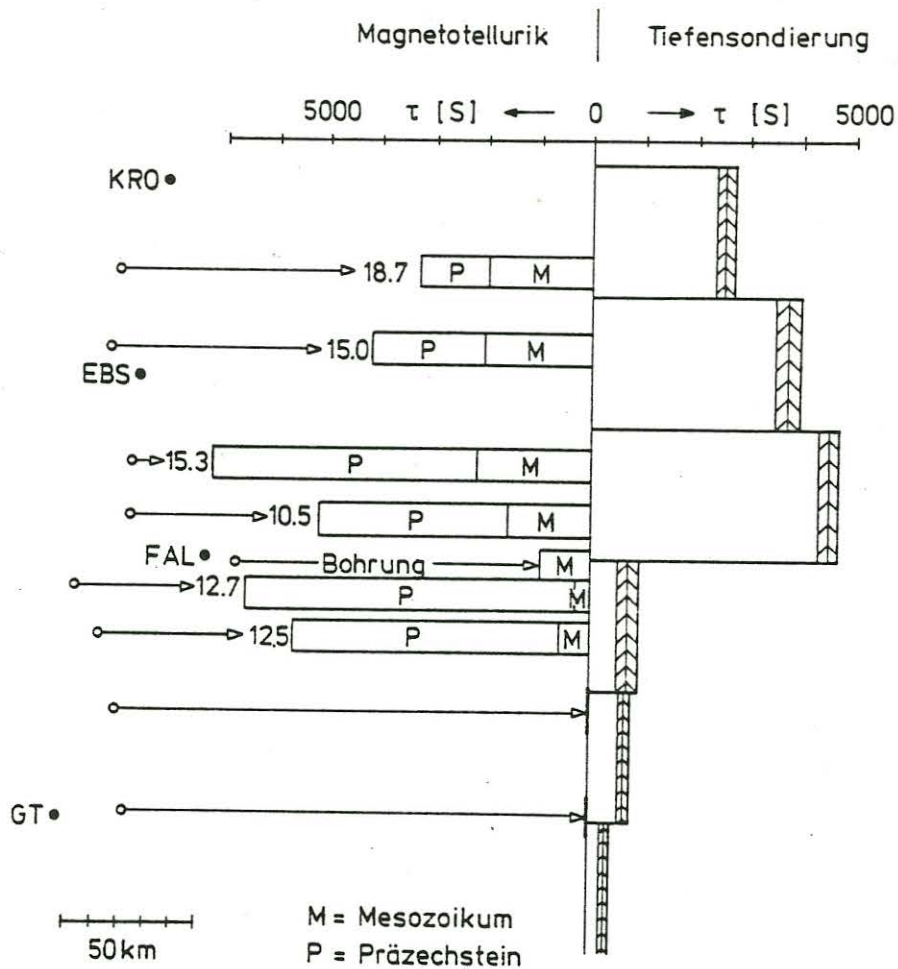 Magnetotellurik Tiefensondierung
5000 τ [S] ← 0 → τ [S] 5000
KRO
18.7 P M
15.0 P M
EBS
15.3 P M
10.5 P M
FAL Bohrung M
12.7 P M
12.5 P M
GT
M = Mesozoikum
50km P = Präzechstein